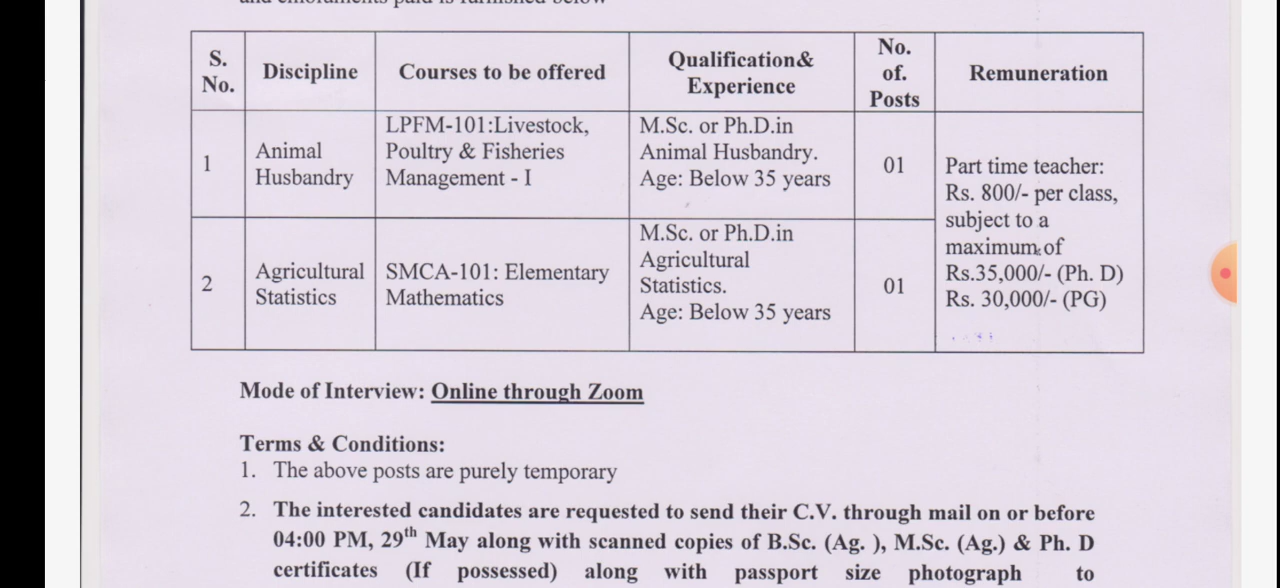 S. No. Discipline Courses to be offered Qualification& Experience No. of. Posts Remuneration
1
Animal
Husbandry
LPFM-101:Livestock,
Poultry & Fisheries
Management - I
M.Sc. or Ph.D.in
Animal Husbandry.
Age: Below 35 years
01
2
Agricultural
Statistics
SMCA-101: Elementary
Mathematics
M.Sc. or Ph.D.in
Agricultural
Statistics.
Age: Below 35 years
01
Part time teacher:
Rs. 800/- per class,
subject to a
maximum of
Rs.35,000/- (Ph. D)
Rs. 30,000/- (PG)
Mode of Interview: Online through Zoom
Terms & Conditions:
1. The above posts are purely temporary
2. The interested candidates are requested to send their C.V. through mail on or before
04:00 PM, 29th May along with scanned copies of B.Sc. (Ag. ), M.Sc. (Ag.) & Ph. D
certificates (If possessed) along with passport size photograph to